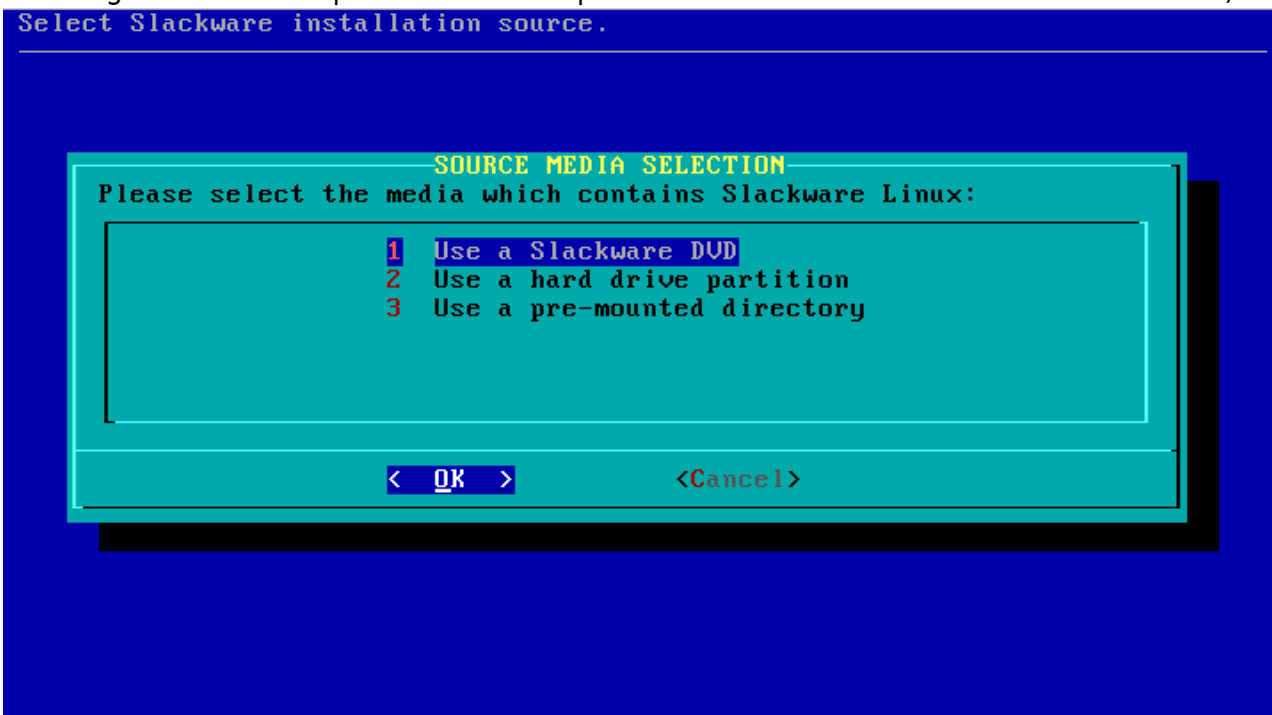 Select Slackware installation source.
SOURCE MEDIA SELECTION
Please select the media which contains Slackware Linux:
1 Use a Slackware DVD
2 Use a hard drive partition
3 Use a pre-mounted directory
< OK > <Cancel>